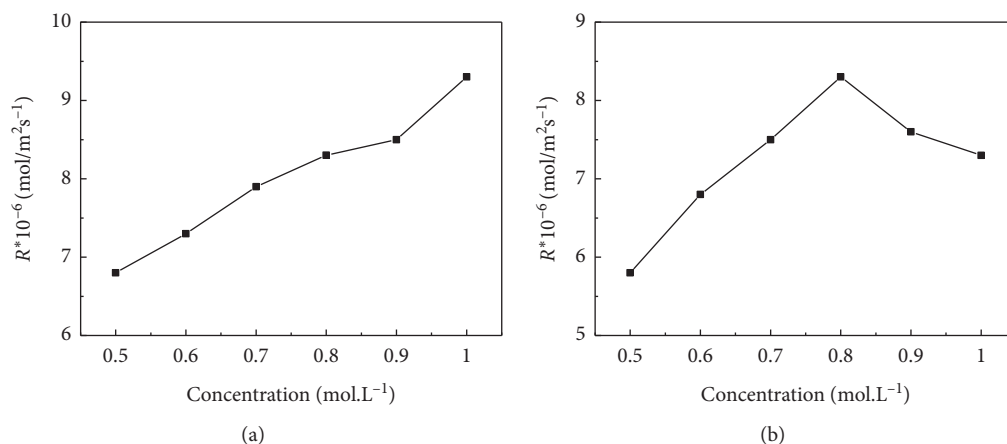 10
9
8
7
6
R*10⁻⁶ (mol/m²s⁻¹)
0.5 0.6 0.7 0.8 0.9 1
Concentration (mol.L⁻¹)
(a)
9
8
7
6
5
R*10⁻⁶ (mol/m²s⁻¹)
0.5 0.6 0.7 0.8 0.9 1
Concentration (mol.L⁻¹)
(b)